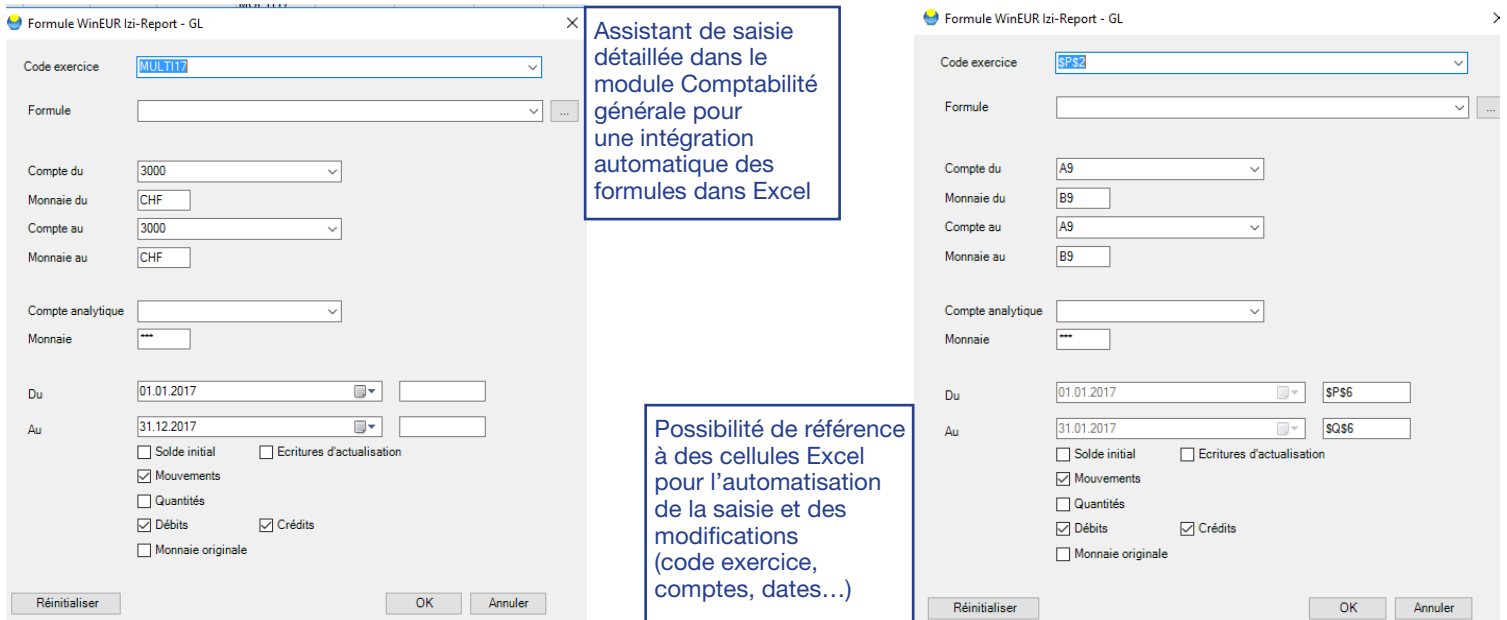 Formule WinEUR Izi-Report - GL
Code exercice MULTI17
Formule ...
Compte du 3000
Monnaie du CHF
Compte au 3000
Monnaie au CHF
Compte analytique
Monnaie ***
Du 01.01.2017
Au 31.12.2017
Solde initial Ecritures d'actualisation
Mouvements
Quantités
Débits Crédits
Monnaie originale
Réinitialiser OK Annuler
Assistant de saisie
détaillée dans le
module Comptabilité
générale pour
une intégration
automatique des
formules dans Excel
Possibilité de référence
à des cellules Excel
pour l'automatisation
de la saisie et des
modifications
(code exercice,
comptes, dates…)
Formule WinEUR Izi-Report - GL
Code exercice $P$2
Formule ...
Compte du A9
Monnaie du B9
Compte au A9
Monnaie au B9
Compte analytique
Monnaie ***
Du 01.01.2017 $P$6
Au 31.01.2017 $Q$6
Solde initial Ecritures d'actualisation
Mouvements
Quantités
Débits Crédits
Monnaie originale
Réinitialiser OK Annuler